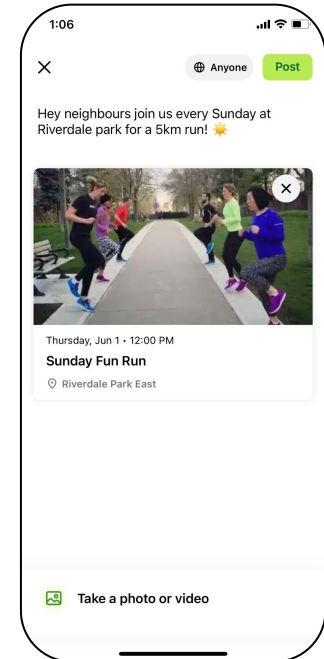 1:06
Anyone
Post
Hey neighbours join us every Sunday at
Riverdale park for a 5km run! ☀️
Thursday, Jun 1 • 12:00 PM
Sunday Fun Run
Riverdale Park East
Take a photo or video